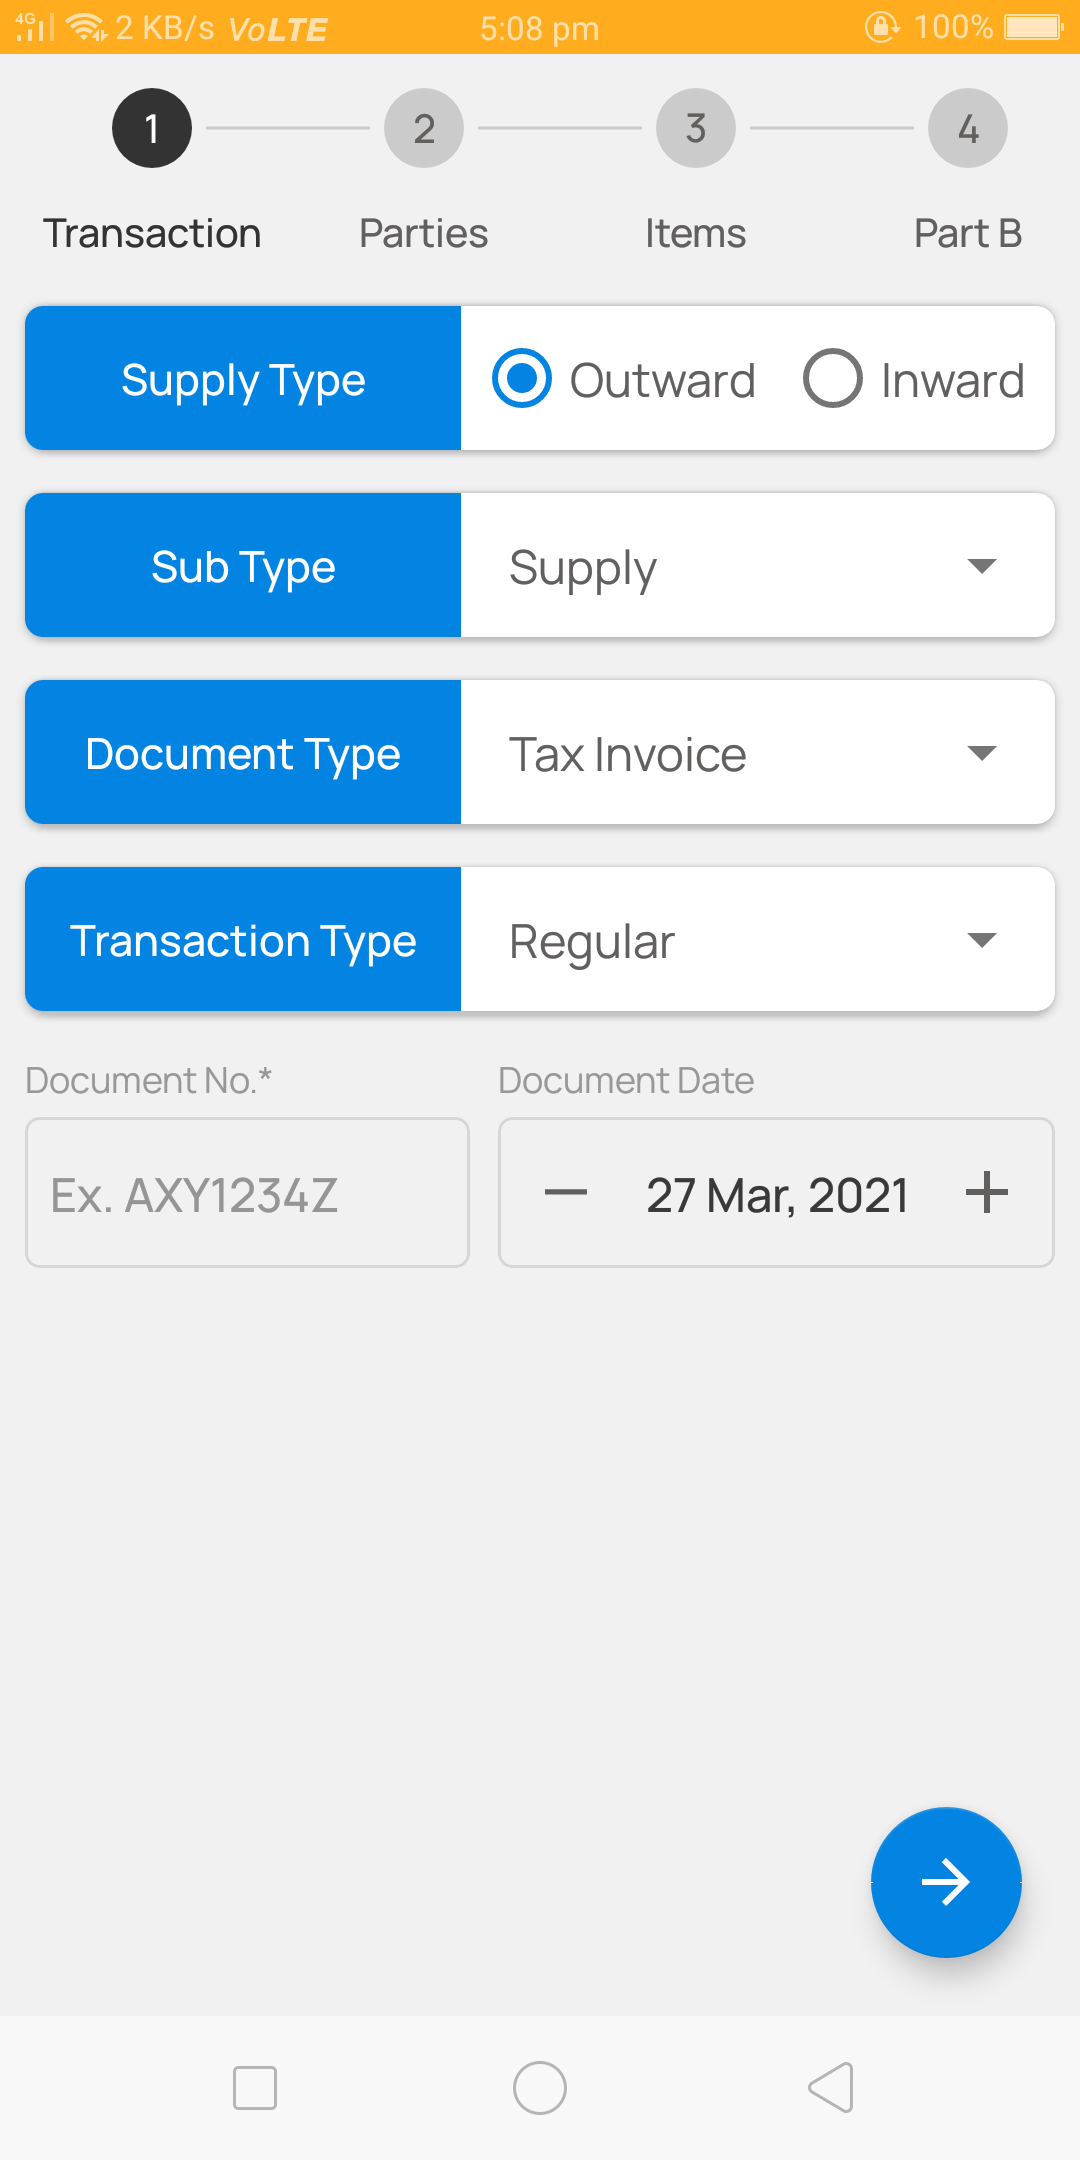 4G 2 KB/s VoLTE 5:08 pm 100%
1 2 3 4
Transaction Parties Items Part B
Supply Type Outward Inward
Sub Type Supply
Document Type Tax Invoice
Transaction Type Regular
Document No.* Document Date
Ex. AXY1234Z 27 Mar, 2021